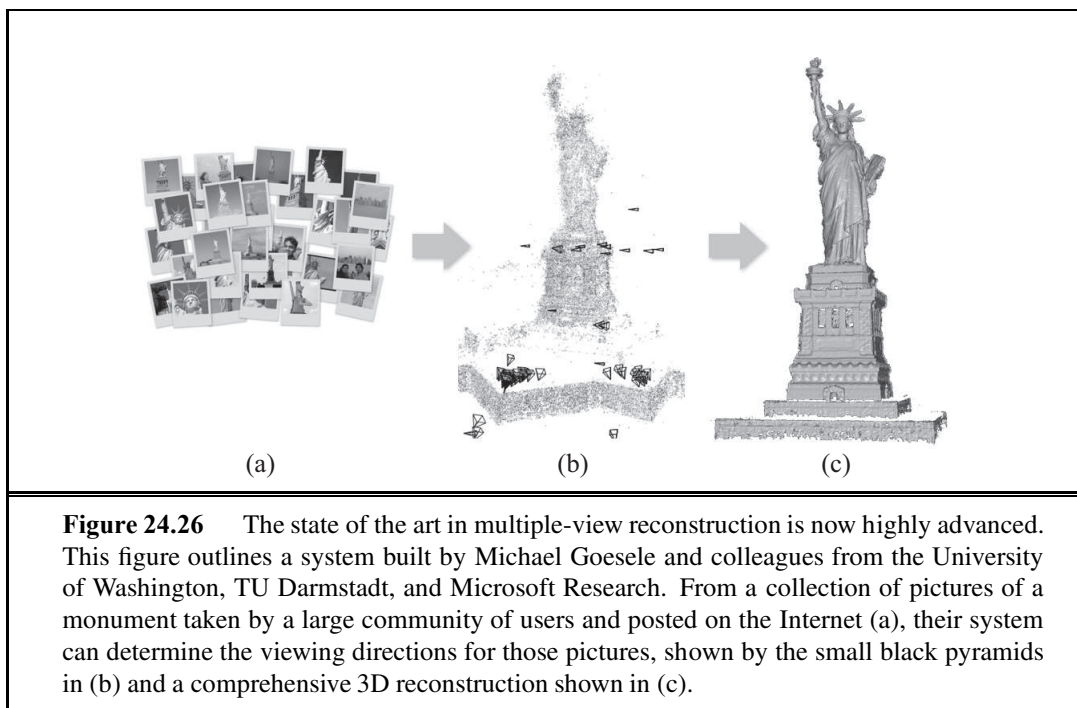 (a) (b) (c)
Figure 24.26 The state of the art in multiple-view reconstruction is now highly advanced.
This figure outlines a system built by Michael Goesele and colleagues from the University
of Washington, TU Darmstadt, and Microsoft Research. From a collection of pictures of a
monument taken by a large community of users and posted on the Internet (a), their system
can determine the viewing directions for those pictures, shown by the small black pyramids
in (b) and a comprehensive 3D reconstruction shown in (c).